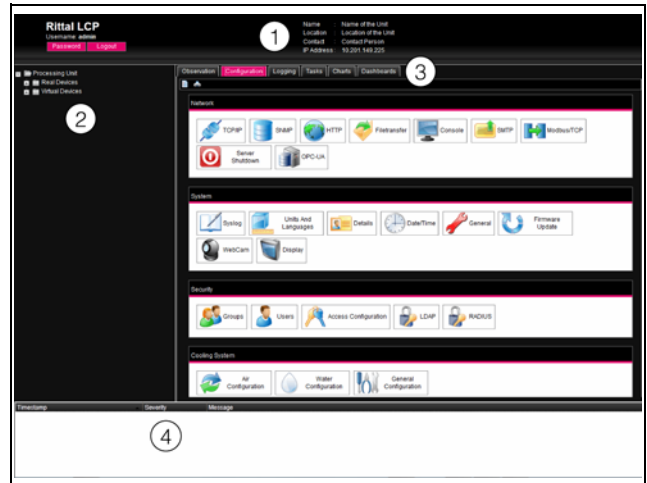 Rittal LCP
Username admin
Password Logout
1
Name : Name of the Unit
Location : Location of the Unit
Contact : Contact Person
IP Address : 10.201.149.225
Processing Unit
Real Devices
Virtual Devices
2
Observation Configuration Logging Tasks Charts Dashboards
3
Network
TCP/IP SNMP HTTP Filetransfer Console SMTP Modbus/TCP
Server Shutdown OPC-UA
System
Syslog Units And Languages Details Date/Time General Firmware Update
WebCam Display
Security
Groups Users Access Configuration LDAP RADIUS
Cooling System
Air Configuration Water Configuration General Configuration
Timestamp Severity Message
4